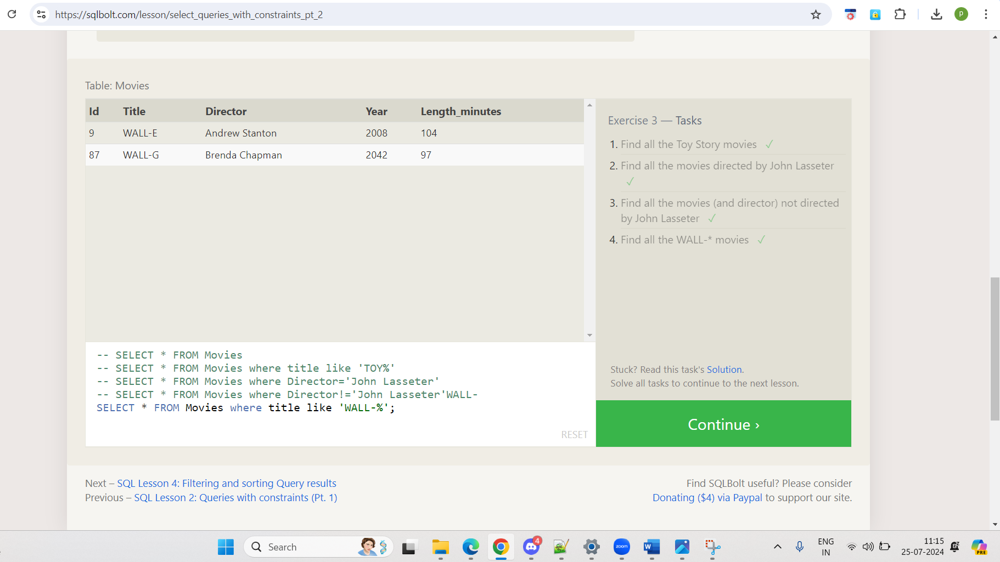 https://sqlbolt.com/lesson/select_queries_with_constraints_pt_2
P
Table: Movies
Id Title Director Year Length_minutes
9 WALL-E Andrew Stanton 2008 104
87 WALL-G Brenda Chapman 2042 97
Exercise 3 — Tasks
1. Find all the Toy Story movies ✓
2. Find all the movies directed by John Lasseter
✓
3. Find all the movies (and director) not directed
by John Lasseter ✓
4. Find all the WALL-* movies ✓
-- SELECT * FROM Movies
-- SELECT * FROM Movies where title like 'TOY%'
-- SELECT * FROM Movies where Director='John Lasseter'
-- SELECT * FROM Movies where Director!='John Lasseter'WALL-
SELECT * FROM Movies where title like 'WALL-%';
RESET
Stuck? Read this task's Solution.
Solve all tasks to continue to the next lesson.
Continue ›
Next – SQL Lesson 4: Filtering and sorting Query results
Previous – SQL Lesson 2: Queries with constraints (Pt. 1)
Find SQLBolt useful? Please consider
Donating ($4) via Paypal to support our site.
Search
4
zoom
W
ENG
IN
11:15
25-07-2024
PRE